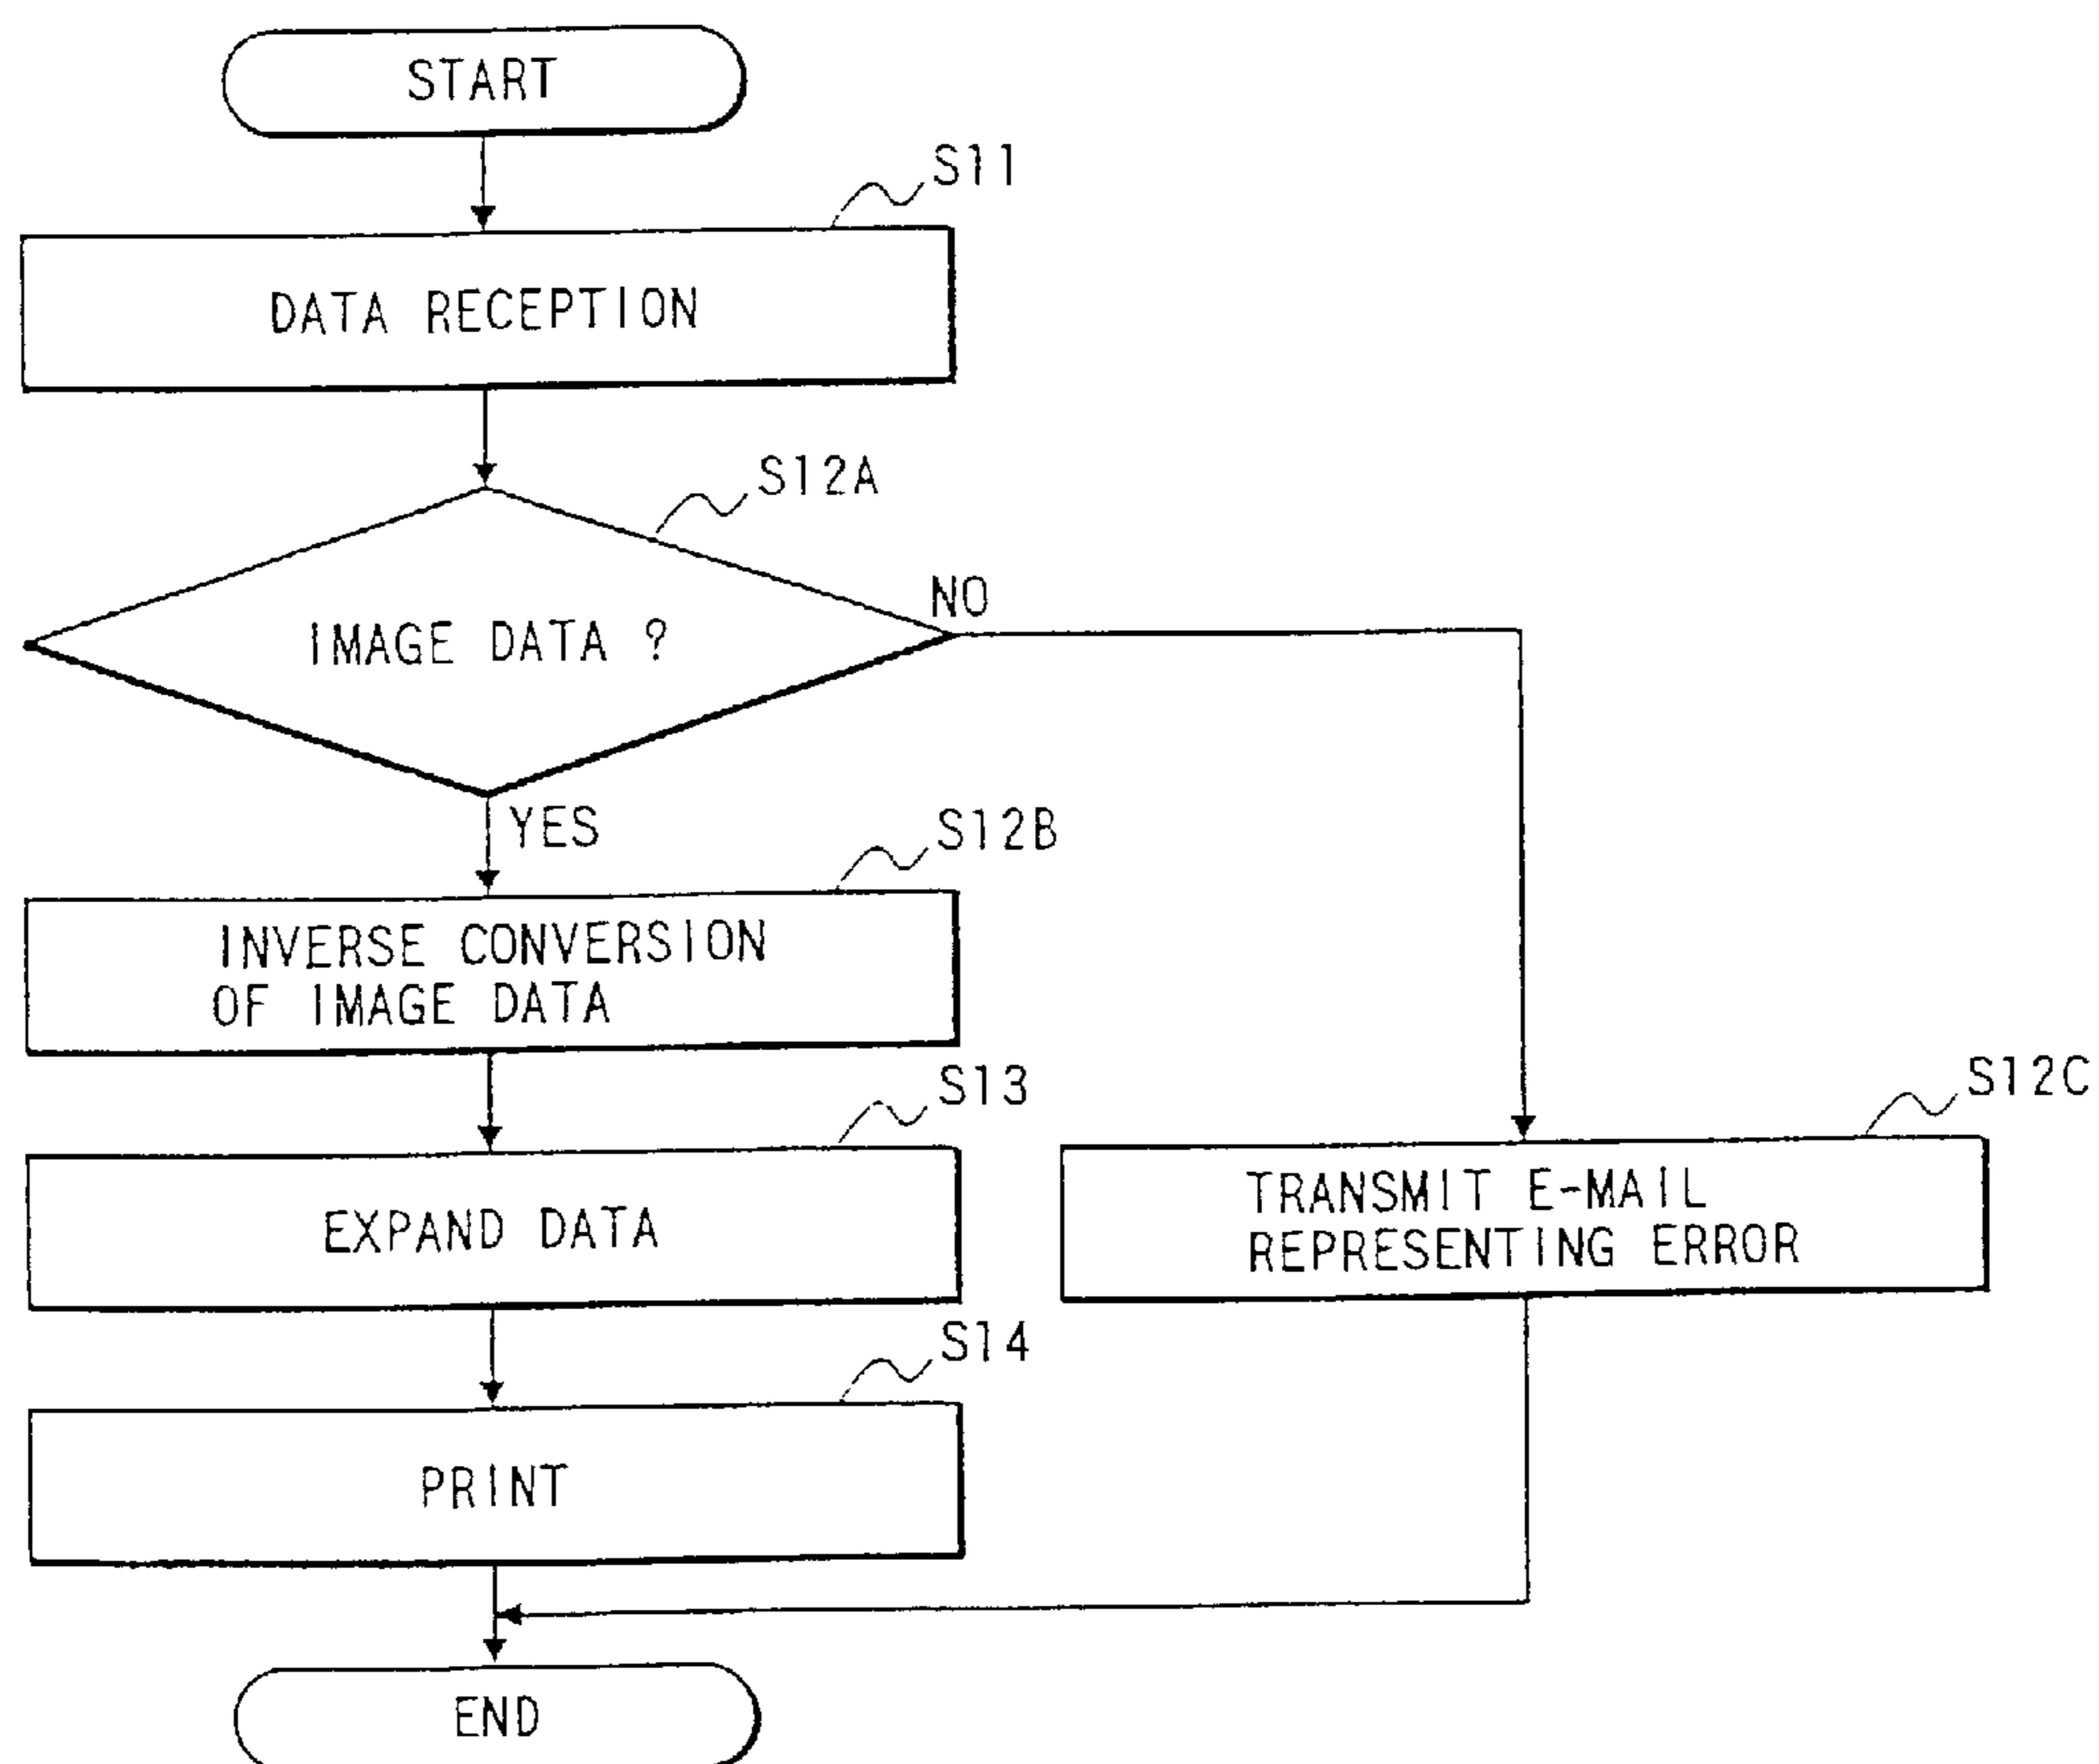 START
S11
DATA RECEPTION
S12A
IMAGE DATA ?
NO
YES
S12B
INVERSE CONVERSION
OF IMAGE DATA
S13
EXPAND DATA
S12C
TRANSMIT E-MAIL
REPRESENTING ERROR
S14
PRINT
END